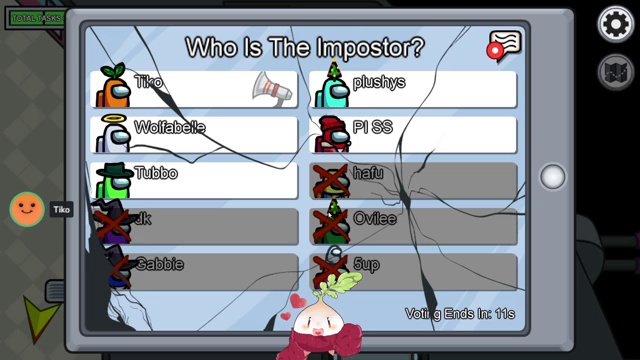 TOTAL TASKS
Who Is The Impostor?
Tiko
plushys
Wolfabelle
PI SS
Tubbo
hafu
Jk
Ovilee
Gabbie
5up
Tiko
Voting Ends In: 11s